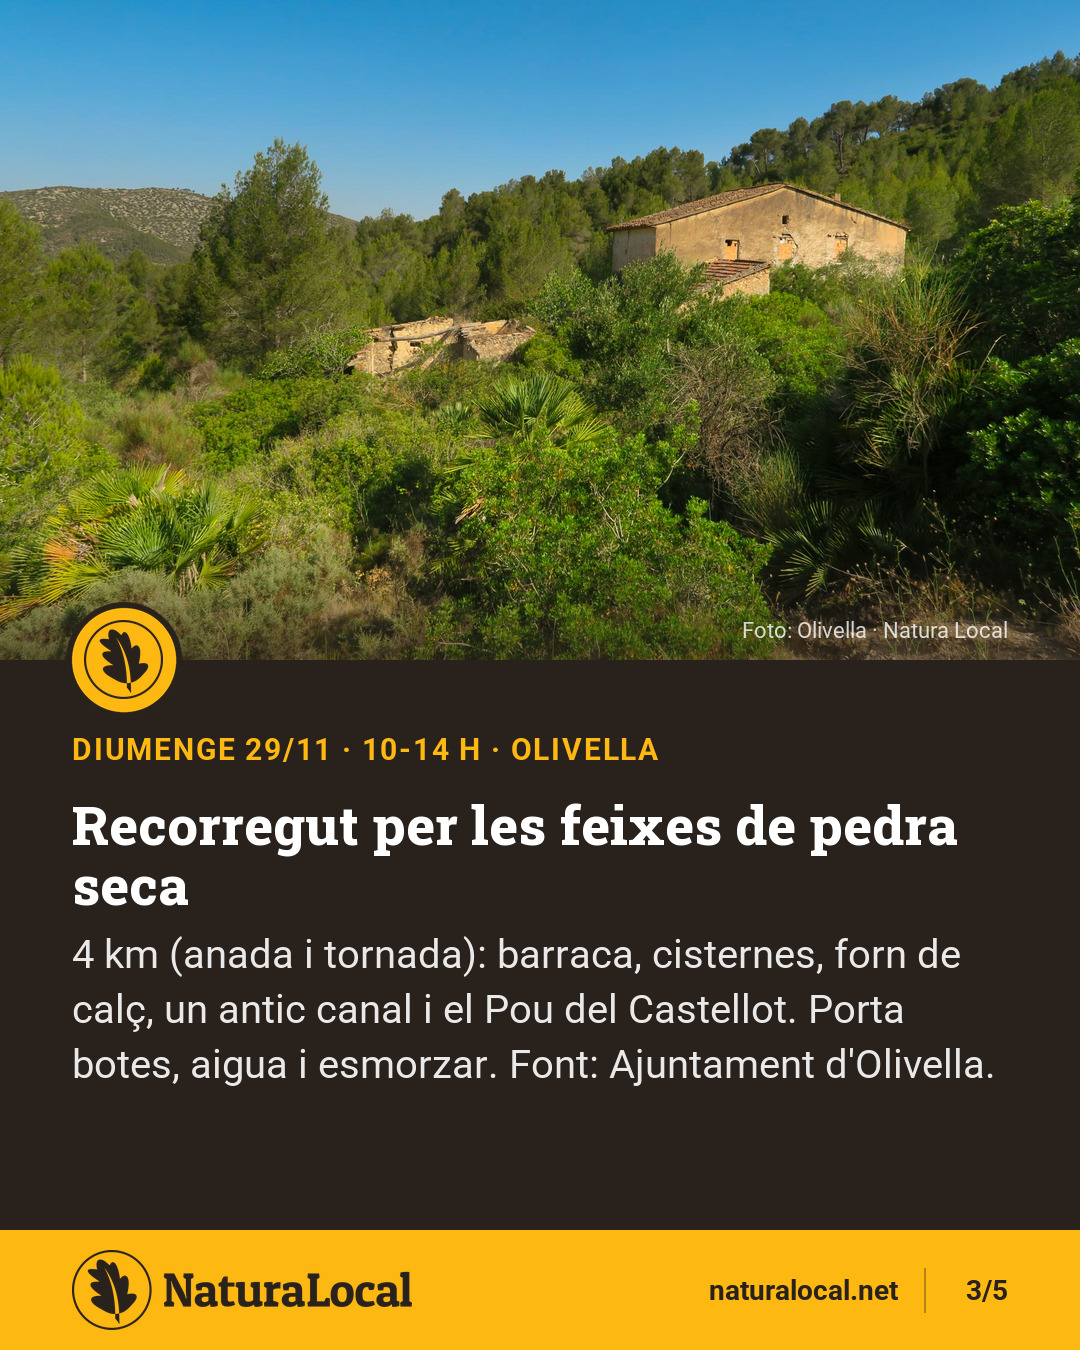 Foto: Olivella · Natura Local
DIUMENGE 29/11 · 10-14 H · OLIVELLA
Recorregut per les feixes de pedra
seca
4 km (anada i tornada): barraca, cisternes, forn de
calç, un antic canal i el Pou del Castellot. Porta
botes, aigua i esmorzar. Font: Ajuntament d'Olivella.
NaturaLocal
naturalocal.net
3/5